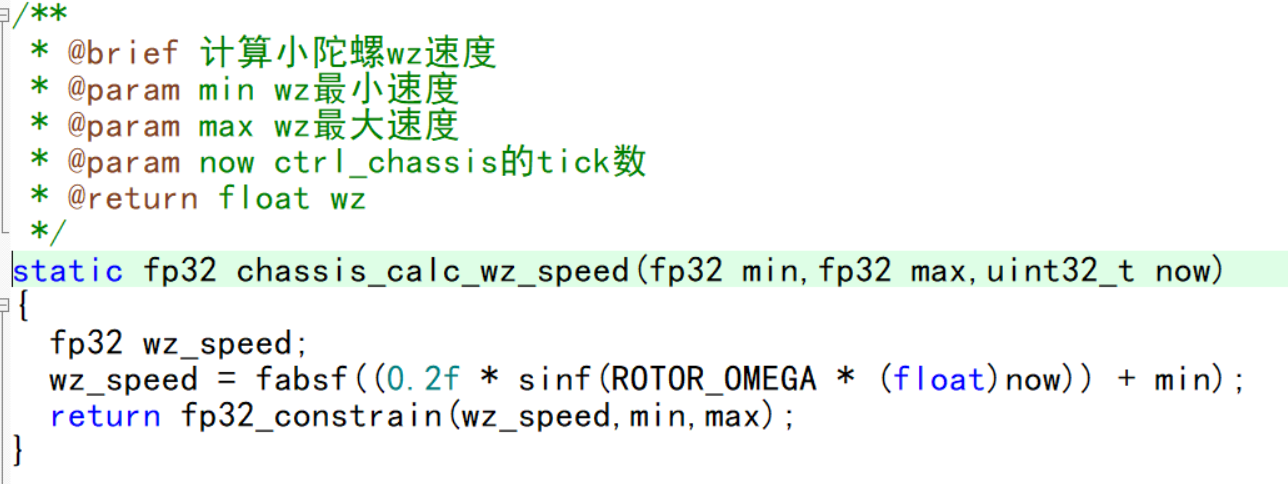 /**
 * @brief 计算小陀螺wz速度
 * @param min wz最小速度
 * @param max wz最大速度
 * @param now ctrl_chassis的tick数
 * @return float wz
 */
static fp32 chassis_calc_wz_speed(fp32 min,fp32 max,uint32_t now)
{
  fp32 wz_speed;
  wz_speed = fabsf((0.2f * sinf(ROTOR_OMEGA * (float)now)) + min);
  return fp32_constrain(wz_speed,min,max);
}